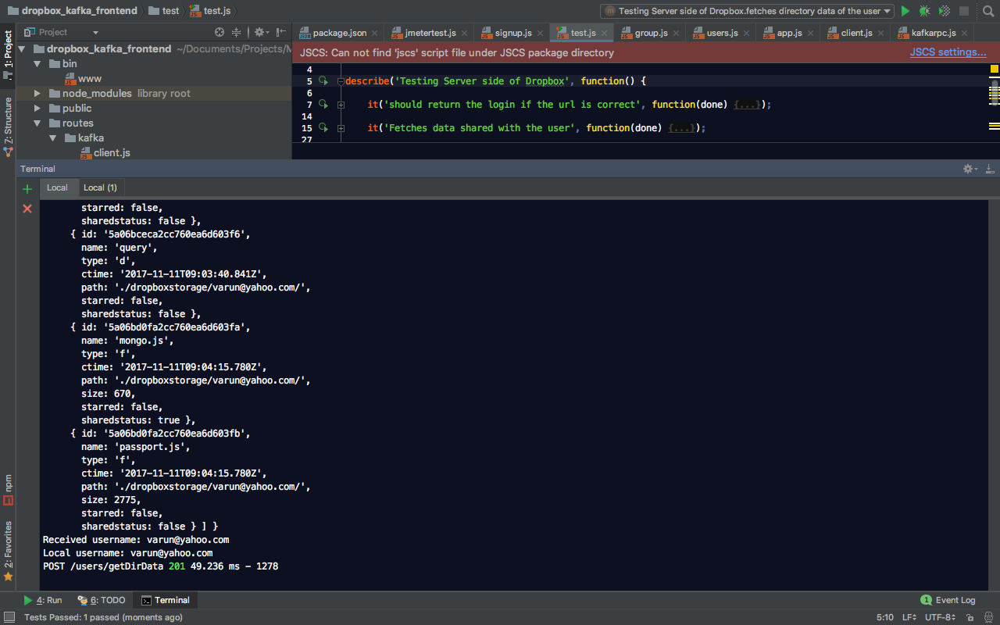 dropbox_kafka_frontend test test.js
Testing Server side of Dropbox.fetches directory data of the user
Project
package.json jmetertest.js signup.js test.js group.js users.js app.js client.js kafkarpc.js
1: Project
Z: Structure
npm
2: Favorites
dropbox_kafka_frontend ~/Documents/Projects/M
bin
www
node_modules library root
public
routes
kafka
client.js
JSCS: Can not find 'jscs' script file under JSCS package directory
JSCS settings...
4
5 describe('Testing Server side of Dropbox', function() {
6
7 it('should return the login if the url is correct', function(done) {...});
14
15 it('Fetches data shared with the user', function(done) {...});
27
Terminal
Local Local (1)
starred: false,
sharedstatus: false },
{ id: '5a06bceca2cc760ea6d603f6',
name: 'query',
type: 'd',
ctime: '2017-11-11T09:03:40.841Z',
path: './dropboxstorage/varun@yahoo.com/',
starred: false,
sharedstatus: false },
{ id: '5a06bd0fa2cc760ea6d603fa',
name: 'mongo.js',
type: 'f',
ctime: '2017-11-11T09:04:15.780Z',
path: './dropboxstorage/varun@yahoo.com/',
size: 670,
starred: false,
sharedstatus: true },
{ id: '5a06bd0fa2cc760ea6d603fb',
name: 'passport.js',
type: 'f',
ctime: '2017-11-11T09:04:15.780Z',
path: './dropboxstorage/varun@yahoo.com/',
size: 2775,
starred: false,
sharedstatus: false } ] }
Received username: varun@yahoo.com
Local username: varun@yahoo.com
POST /users/getDirData 201 49.236 ms - 1278
4: Run 6: TODO Terminal
1 Event Log
Tests Passed: 1 passed (moments ago)
5:10 LF UTF-8